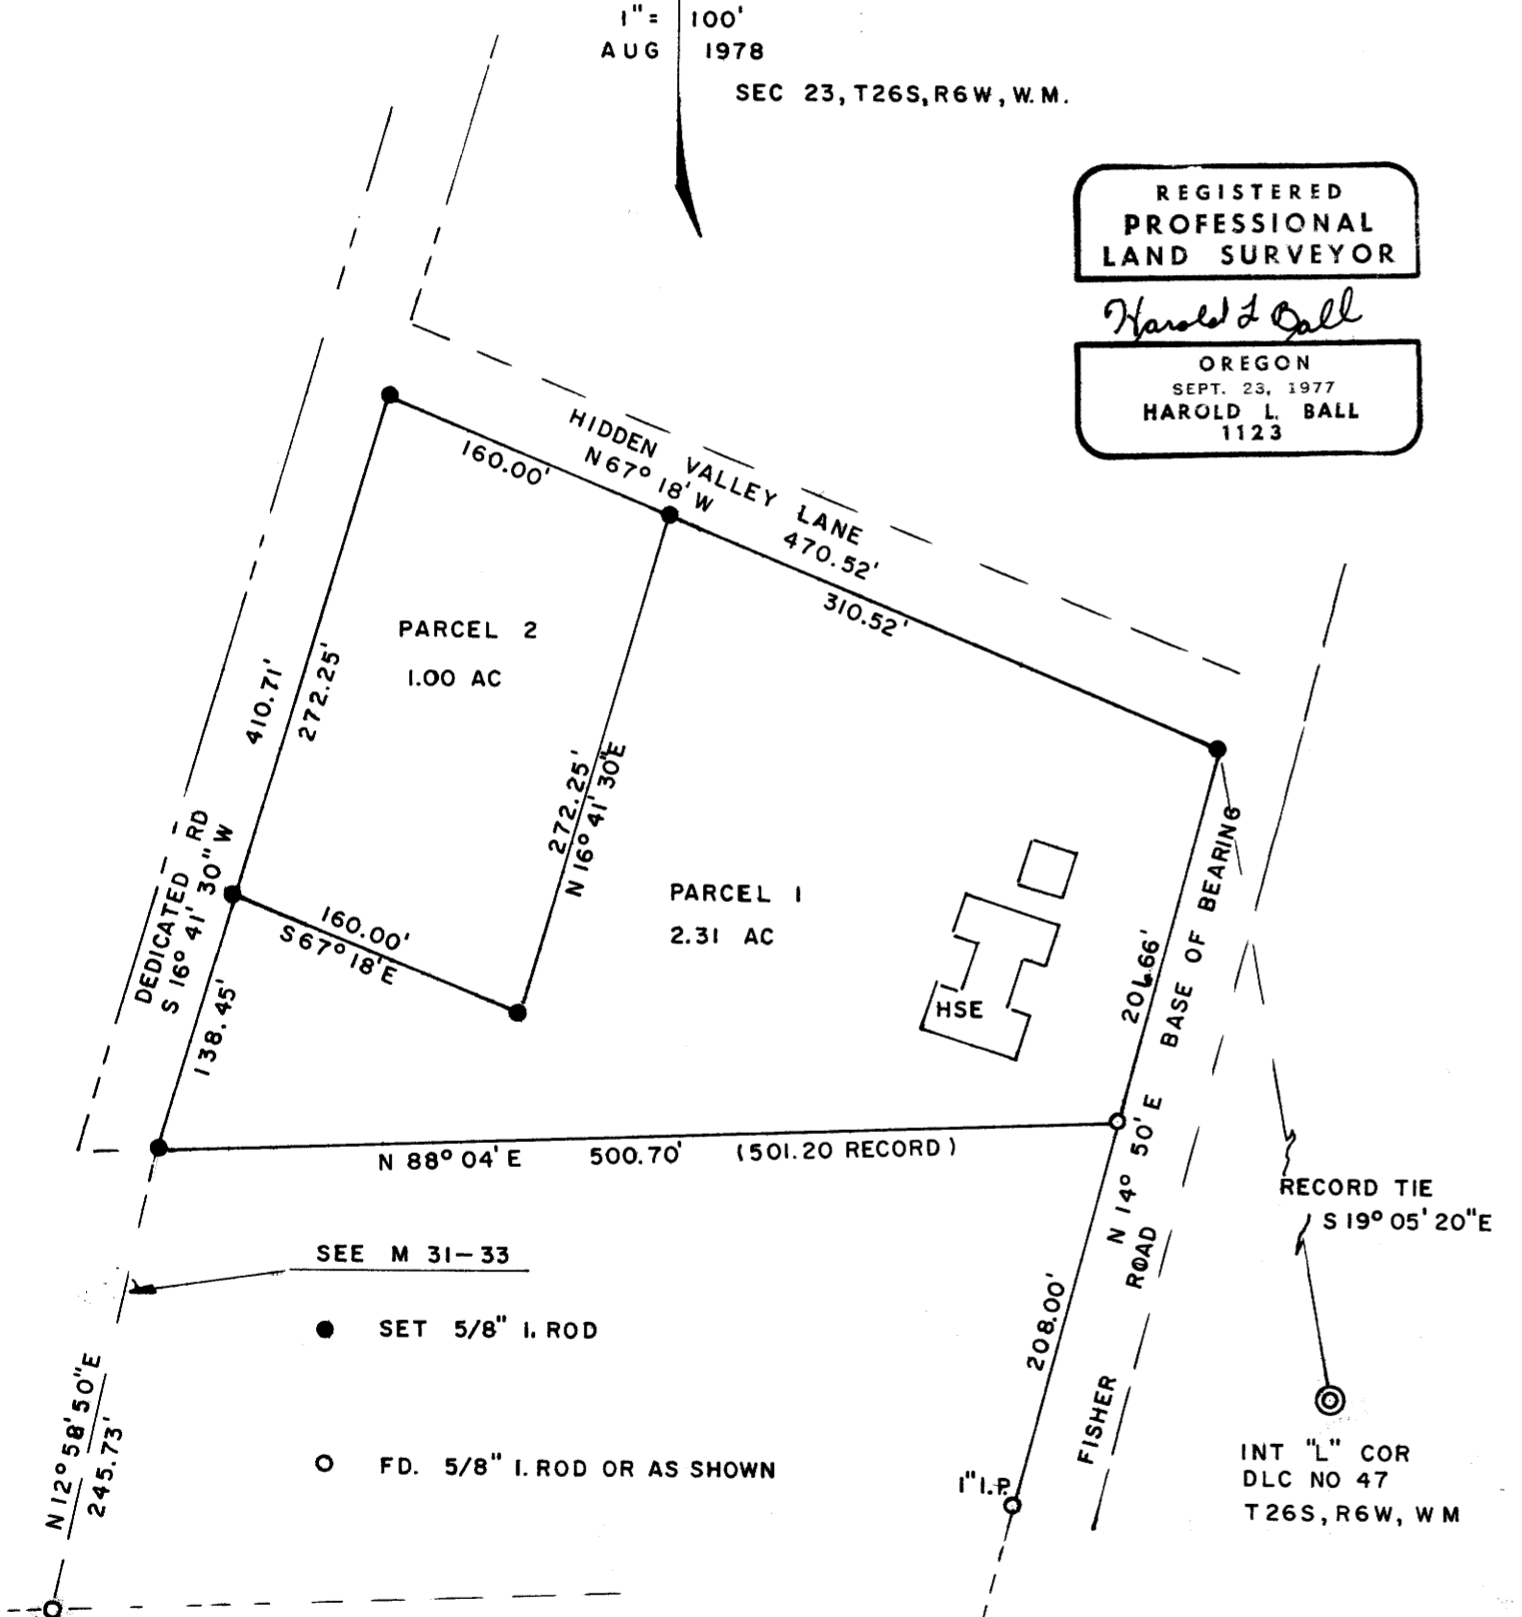 1"= 100'
AUG 1978
SEC 23, T26S, R6W, W.M.
REGISTERED
PROFESSIONAL
LAND SURVEYOR
Harold L Ball
OREGON
SEPT. 23, 1977
HAROLD L. BALL
1123
HIDDEN VALLEY LANE
N 67° 18' W
470.52'
160.00'
310.52'
PARCEL 2
1.00 AC
410.71'
272.25'
272.25'
N 16° 41' 30"E
DEDICATED RD
S 16° 41' 30" W
160.00'
S 67° 18' E
138.45'
PARCEL 1
2.31 AC
HSE
BASE OF BEARING
N 14° 50' E
N 88° 04' E 500.70' (501.20 RECORD)
RECORD TIE
S 19° 05' 20"E
SEE M 31-33
SET 5/8" I. ROD
FD. 5/8" I. ROD OR AS SHOWN
N 12° 58' 50"E
245.73'
208.00'
FISHER ROAD
1" I.P.
INT "L" COR
DLC NO 47
T26S, R6W, WM